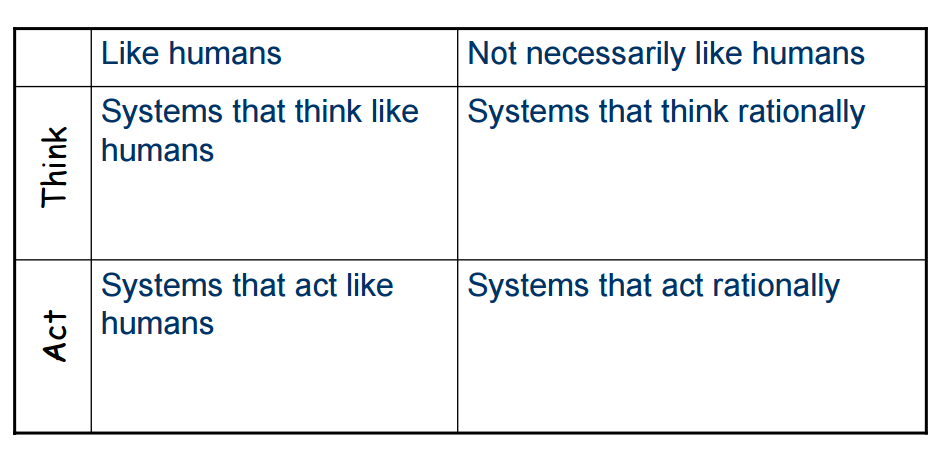 Like humans
Not necessarily like humans
Think
Systems that think like
humans
Systems that think rationally
Act
Systems that act like
humans
Systems that act rationally